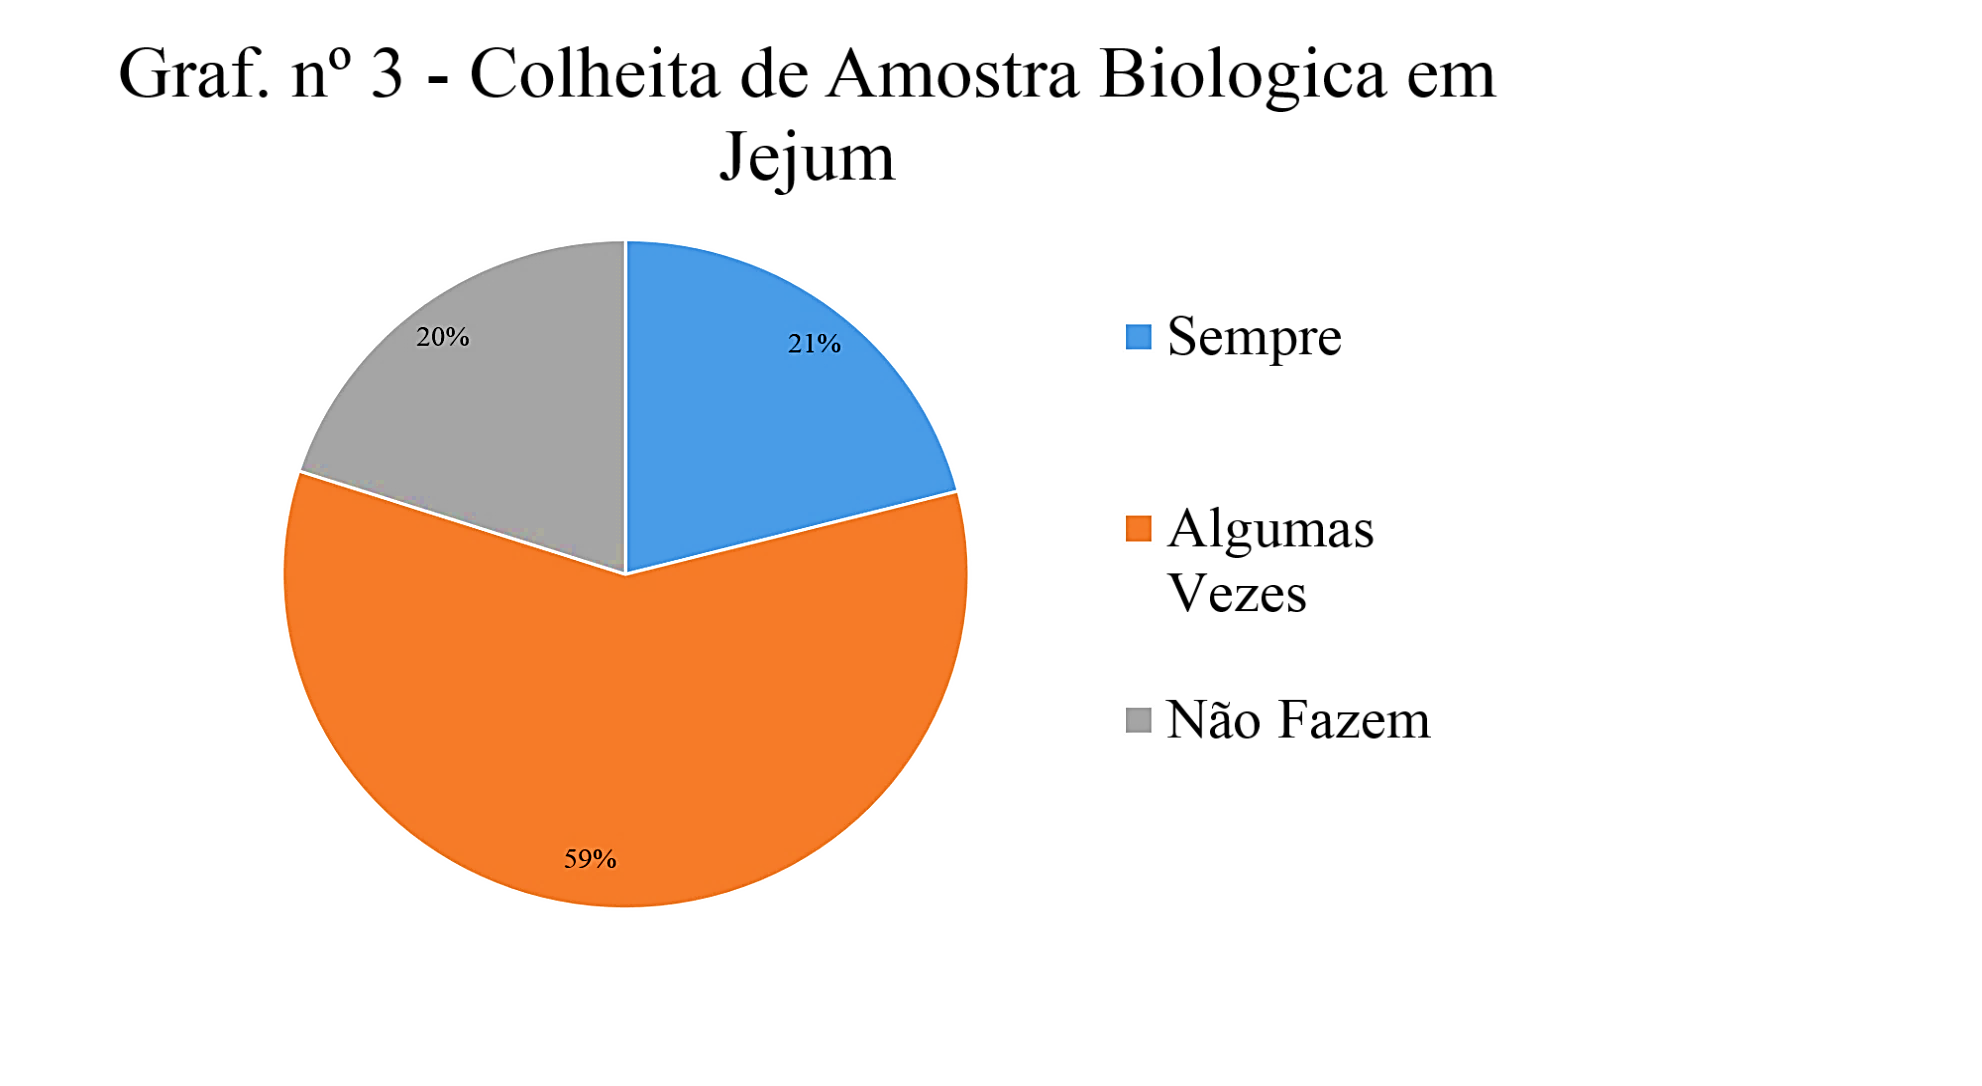 Graf. nº 3 - Colheita de Amostra Biologica em
Jejum
20%
21%
59%
Sempre
Algumas
Vezes
Não Fazem